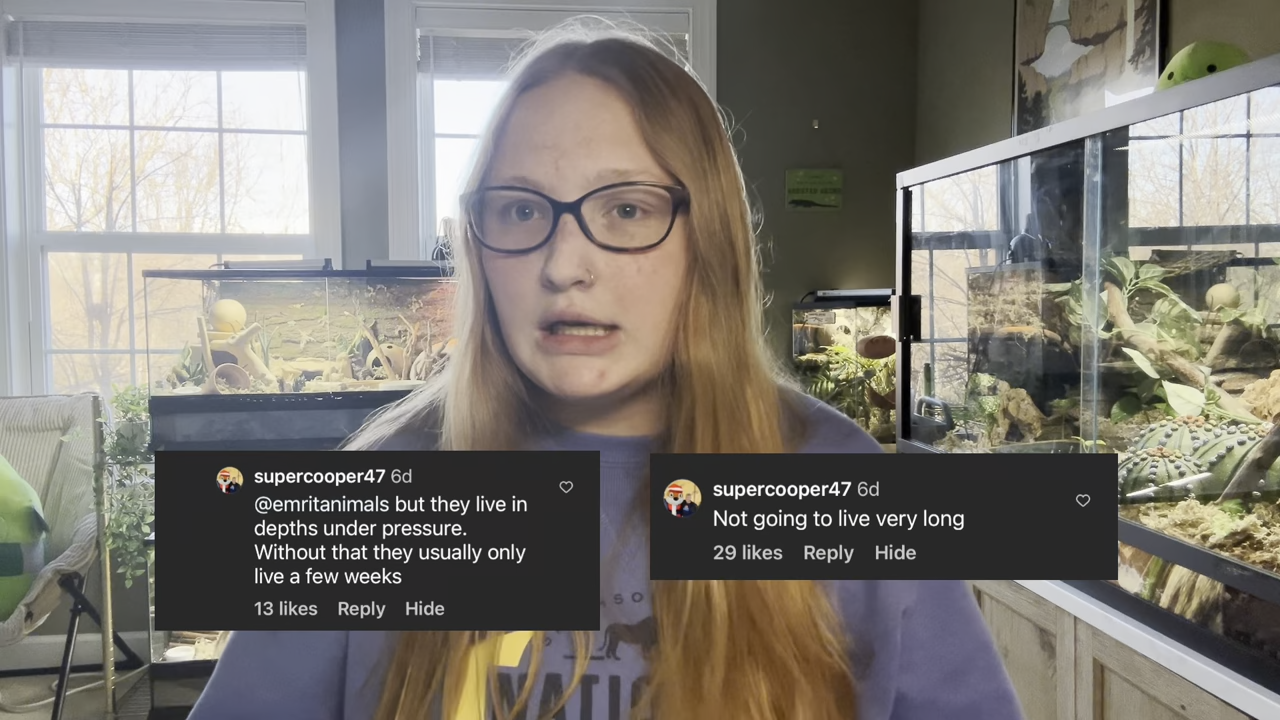 supercooper47 6d
@emritanimals but they live in
depths under pressure.
Without that they usually only
live a few weeks
13 likes Reply Hide
supercooper47 6d
Not going to live very long
29 likes Reply Hide